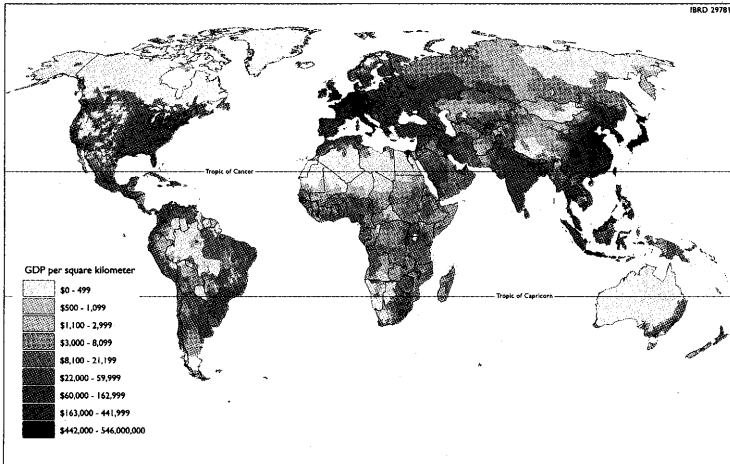 IBRD 29781
Tropic of Cancer
GDP per square kilometer
$0 - 499
Tropic of Capricorn
$500 - 1,099
$1,100 - 2,999
$3,000 - 8,099
$8,100 - 21,199
$22,000 - 59,999
$60,000 - 162,999
$163,000 - 441,999
$442,000 - 546,000,000